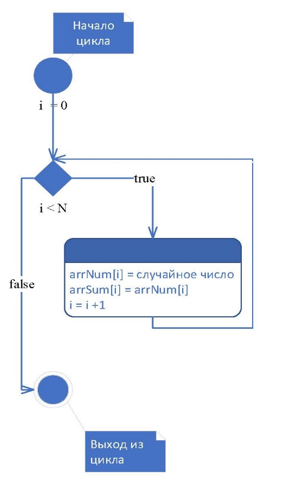 Начало
цикла
i = 0
true
i < N
arrNum[i] = случайное число
arrSum[i] = arrNum[i]
i = i +1
false
Выход из
цикла